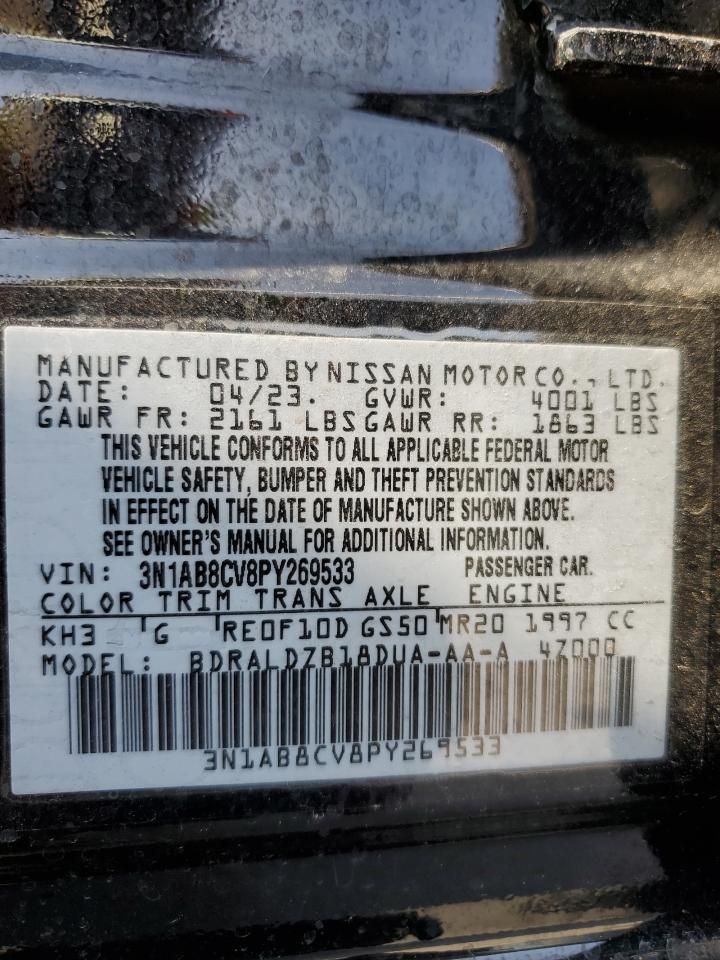 MANUFACTURED BY NISSAN MOTOR CO., LTD.
DATE: 04/23. GVWR: 4001 LBS
GAWR FR: 2161 LBS GAWR RR: 1863 LBS
THIS VEHICLE CONFORMS TO ALL APPLICABLE FEDERAL MOTOR
VEHICLE SAFETY, BUMPER AND THEFT PREVENTION STANDARDS
IN EFFECT ON THE DATE OF MANUFACTURE SHOWN ABOVE.
SEE OWNER'S MANUAL FOR ADDITIONAL INFORMATION.
VIN: 3N1AB8CV8PY269533 PASSENGER CAR.
COLOR TRIM TRANS AXLE ENGINE
KH3 G RE0F10D GS50 MR20 1997 CC
MODEL: BDRALDZB18DUA-AA-A 4Z000
3N1AB8CV8PY269533